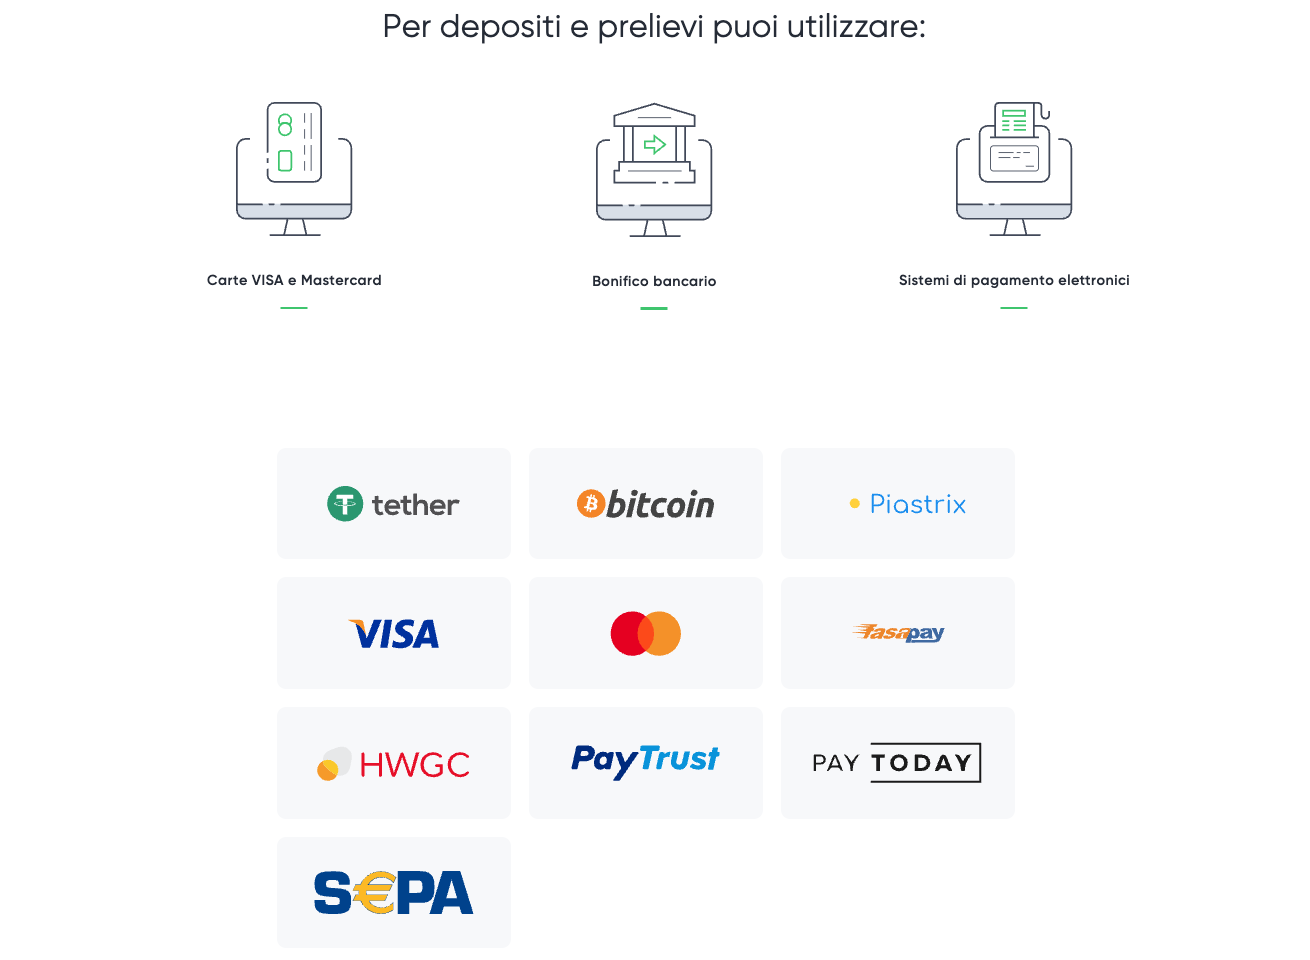 Per depositi e prelievi puoi utilizzare:
Carte VISA e Mastercard
Bonifico bancario
Sistemi di pagamento elettronici
tether
bitcoin
Piastrix
VISA
fasapay
HWGC
PayTrust
PAY TODAY
S€PA